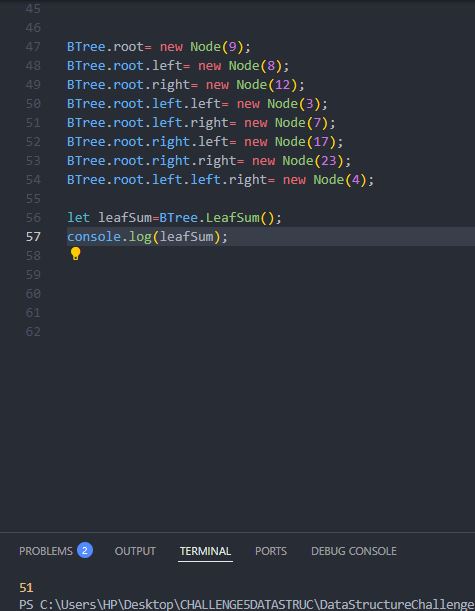 45
46
47 BTree.root= new Node(9);
48 BTree.root.left= new Node(8);
49 BTree.root.right= new Node(12);
50 BTree.root.left.left= new Node(3);
51 BTree.root.left.right= new Node(7);
52 BTree.root.right.left= new Node(17);
53 BTree.root.right.right= new Node(23);
54 BTree.root.left.left.right= new Node(4);
55
56 let leafSum=BTree.LeafSum();
57 console.log(leafSum);
58
59
60
61
62
PROBLEMS 2 OUTPUT TERMINAL PORTS DEBUG CONSOLE
51
PS C:\Users\HP\Desktop\CHALLENGE5DATASTRUC\DataStructureChallenge